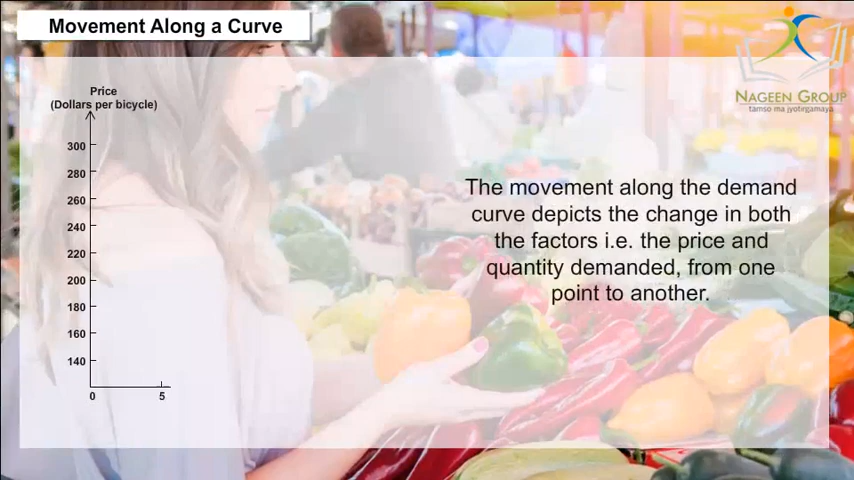 Movement Along a Curve
NAGEEN GROUP
tamso ma jyotirgamaya
Price
(Dollars per bicycle)
300
280
260
240
220
200
180
160
140
0
5
The movement along the demand
curve depicts the change in both
the factors i.e. the price and
quantity demanded, from one
point to another.